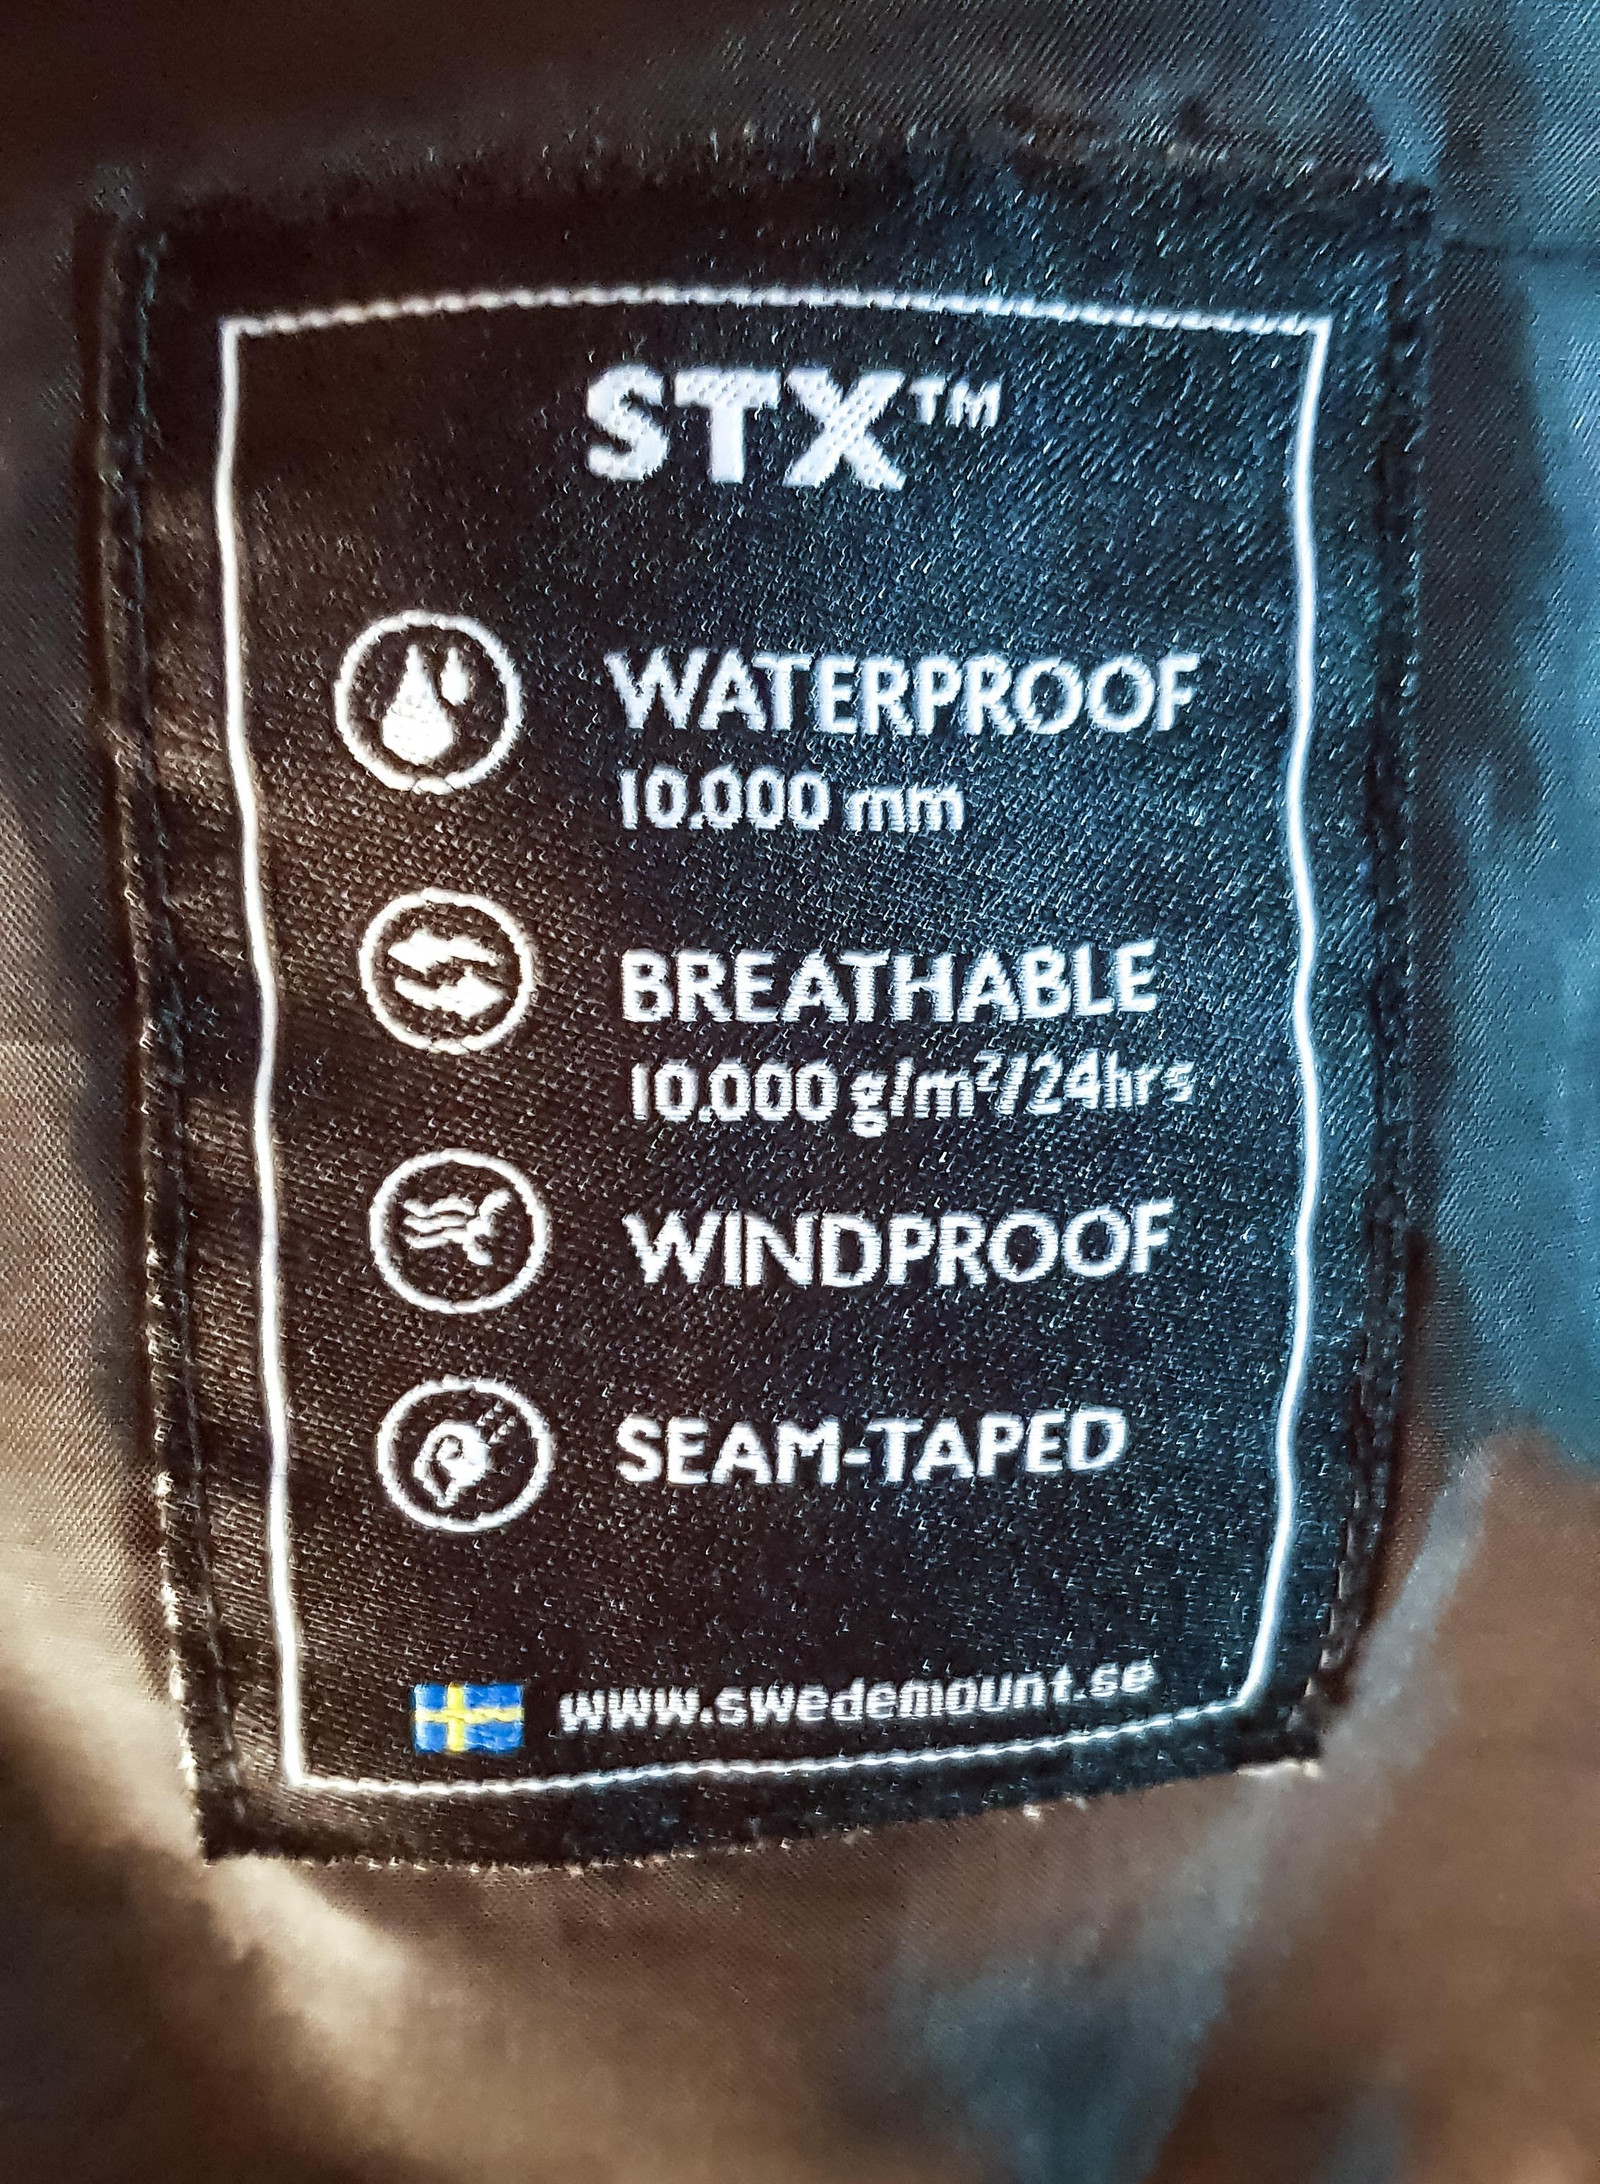 STX™
WATERPROOF
10.000 mm
BREATHABLE
10.000 g/m²/24hrs
WINDPROOF
SEAM-TAPED
www.swedemount.se